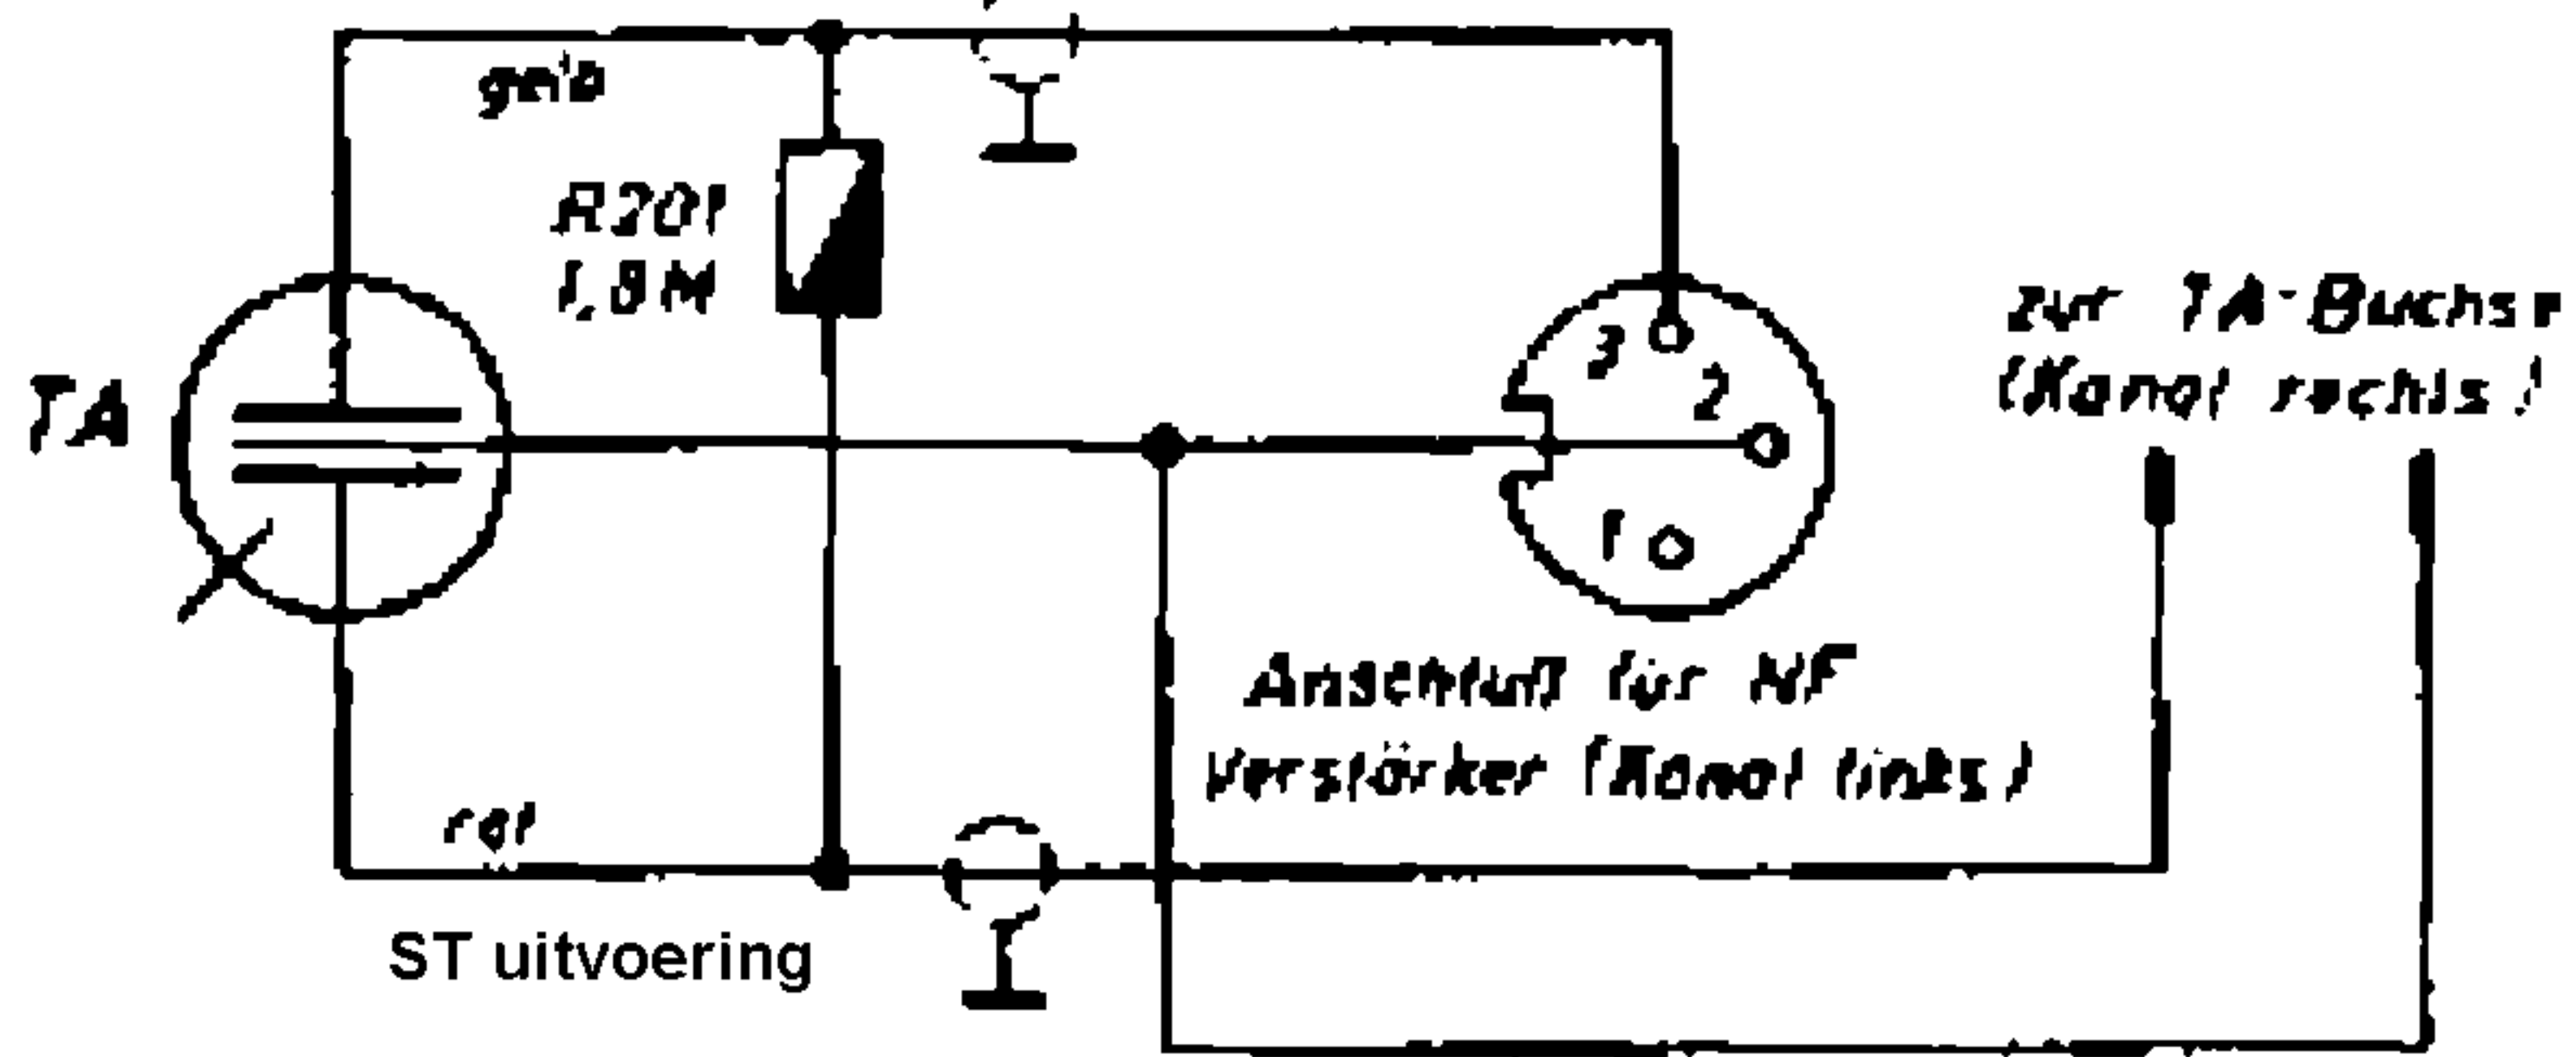 gelb
R201
1,8M
TA
3
2
1
zur TA-Buchse
(Kanal rechts)
Anschluß für NF
Verstärker (Kanal links)
rot
ST uitvoering